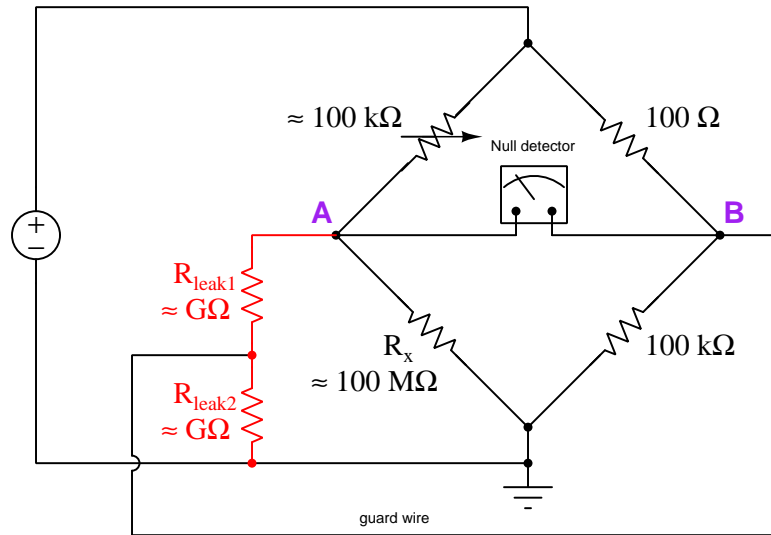 ≈ 100 kΩ
100 Ω
Null detector
A
B
+
−
R_leak1
≈ GΩ
R_x
≈ 100 MΩ
100 kΩ
R_leak2
≈ GΩ
guard wire